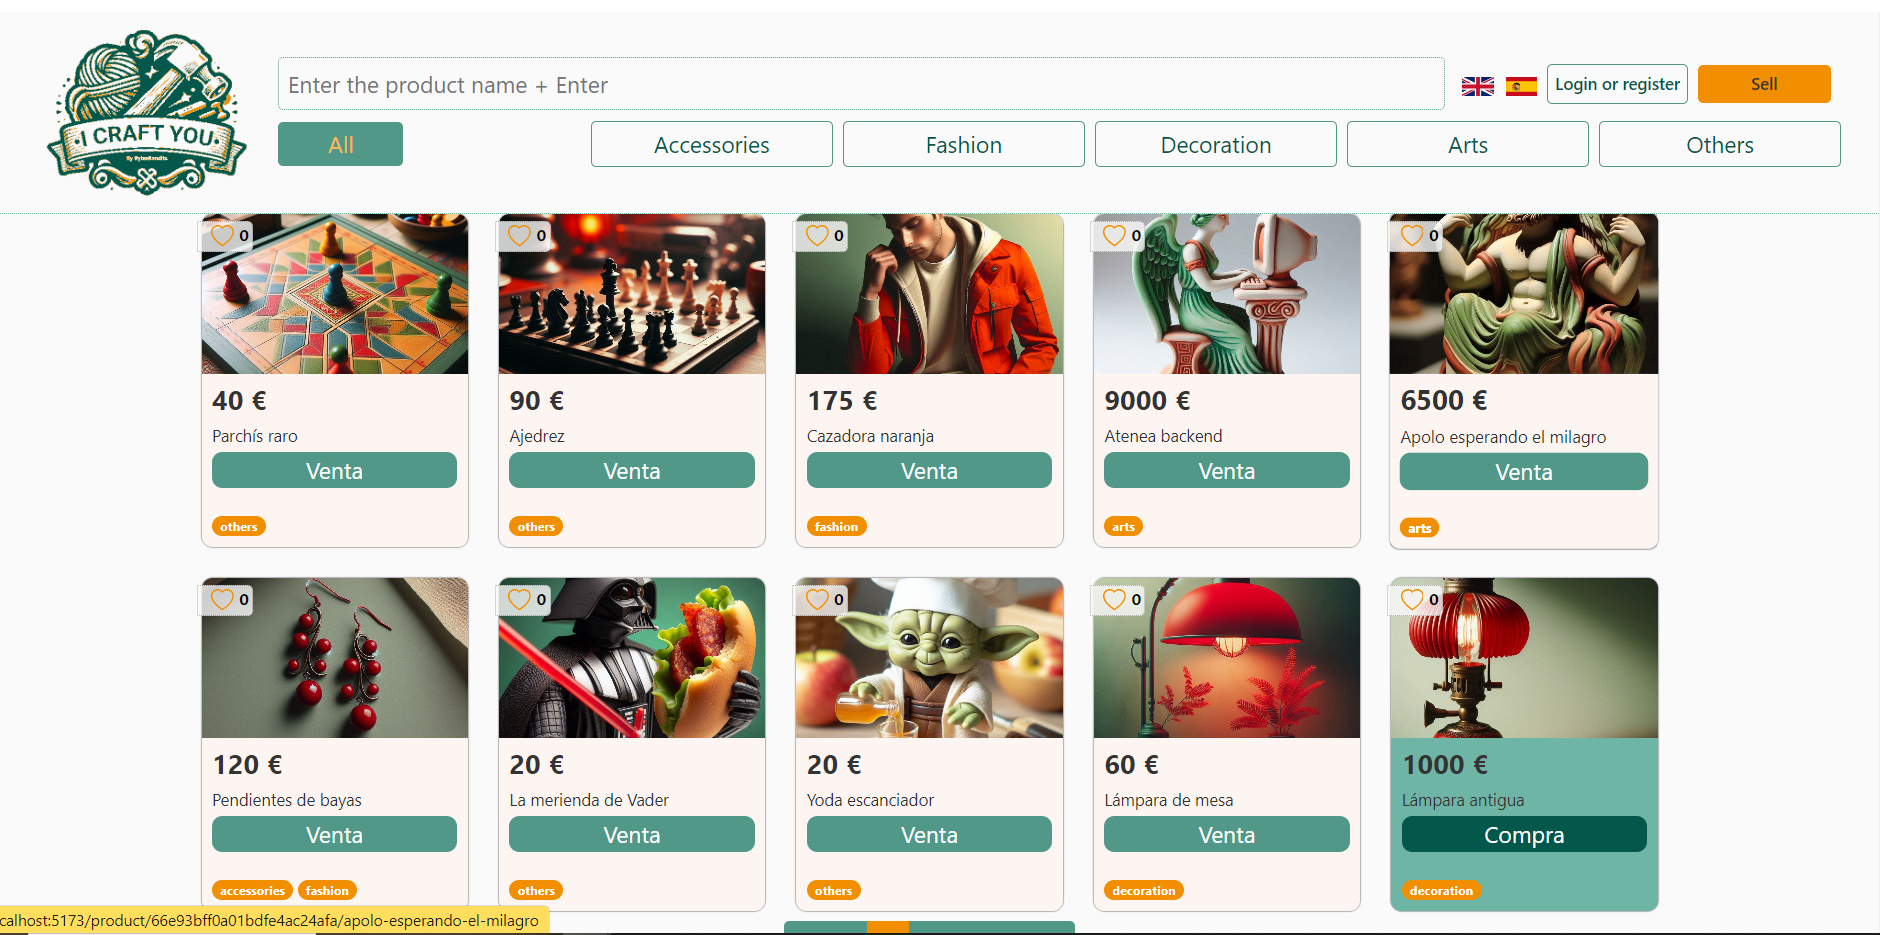 I CRAFT YOU
By BytesBandits
Enter the product name + Enter
Login or register
Sell
All
Accessories
Fashion
Decoration
Arts
Others
0
0
0
0
0
40 €
90 €
175 €
9000 €
6500 €
Parchís raro
Ajedrez
Cazadora naranja
Atenea backend
Apolo esperando el milagro
Venta
Venta
Venta
Venta
Venta
others
others
fashion
arts
arts
0
0
0
0
0
120 €
20 €
20 €
60 €
1000 €
Pendientes de bayas
La merienda de Vader
Yoda escanciador
Lámpara de mesa
Lámpara antigua
Venta
Venta
Venta
Venta
Compra
accessories fashion
others
others
decoration
decoration
calhost:5173/product/66e93bff0a01bdfe4ac24afa/apolo-esperando-el-milagro